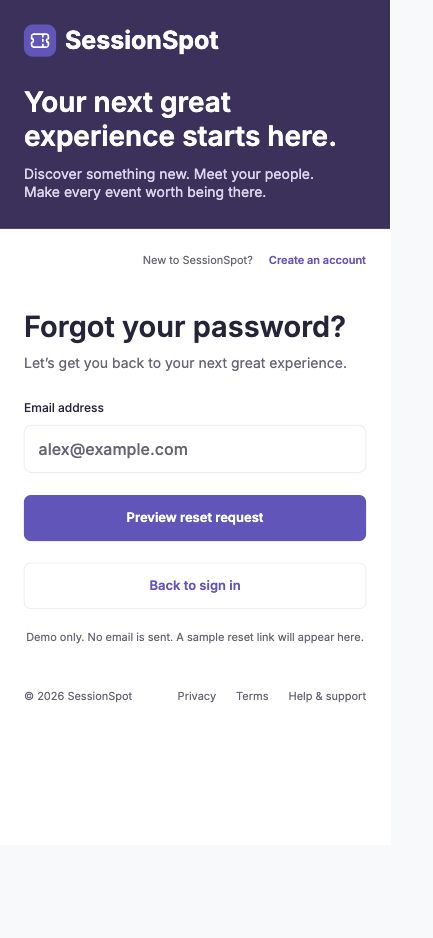 SessionSpot
Your next great
experience starts here.
Discover something new. Meet your people.
Make every event worth being there.
New to SessionSpot? Create an account
Forgot your password?
Let’s get you back to your next great experience.
Email address
alex@example.com
Preview reset request
Back to sign in
Demo only. No email is sent. A sample reset link will appear here.
© 2026 SessionSpot Privacy Terms Help & support